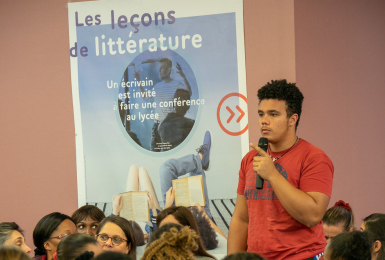 Les leçons
de littérature
Un écrivain
est invité
à faire une conférence
au lycée...